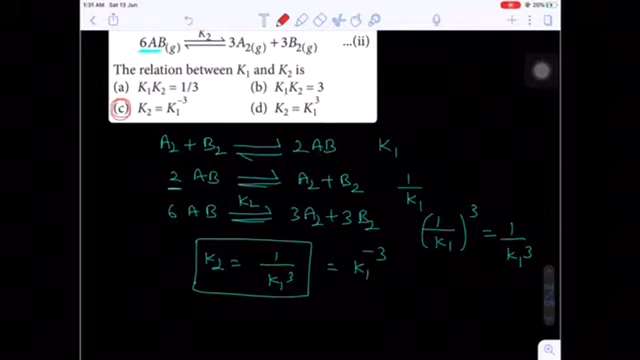 1:31 AM Sat 13 Jun
6AB(g) ⇌ 3A2(g) + 3B2(g) ...(ii)
K2
The relation between K1 and K2 is
(a) K1K2 = 1/3 (b) K1K2 = 3
(c) K2 = K1^−3 (d) K2 = K1^3
A2 + B2 ⇌ 2AB K1
2 AB ⇌ A2 + B2 1/K1
6 AB ⇌ 3A2 + 3B2 (1/K1)^3 = 1/K1^3
K2
K2 = 1/K1^3 = K1^−3